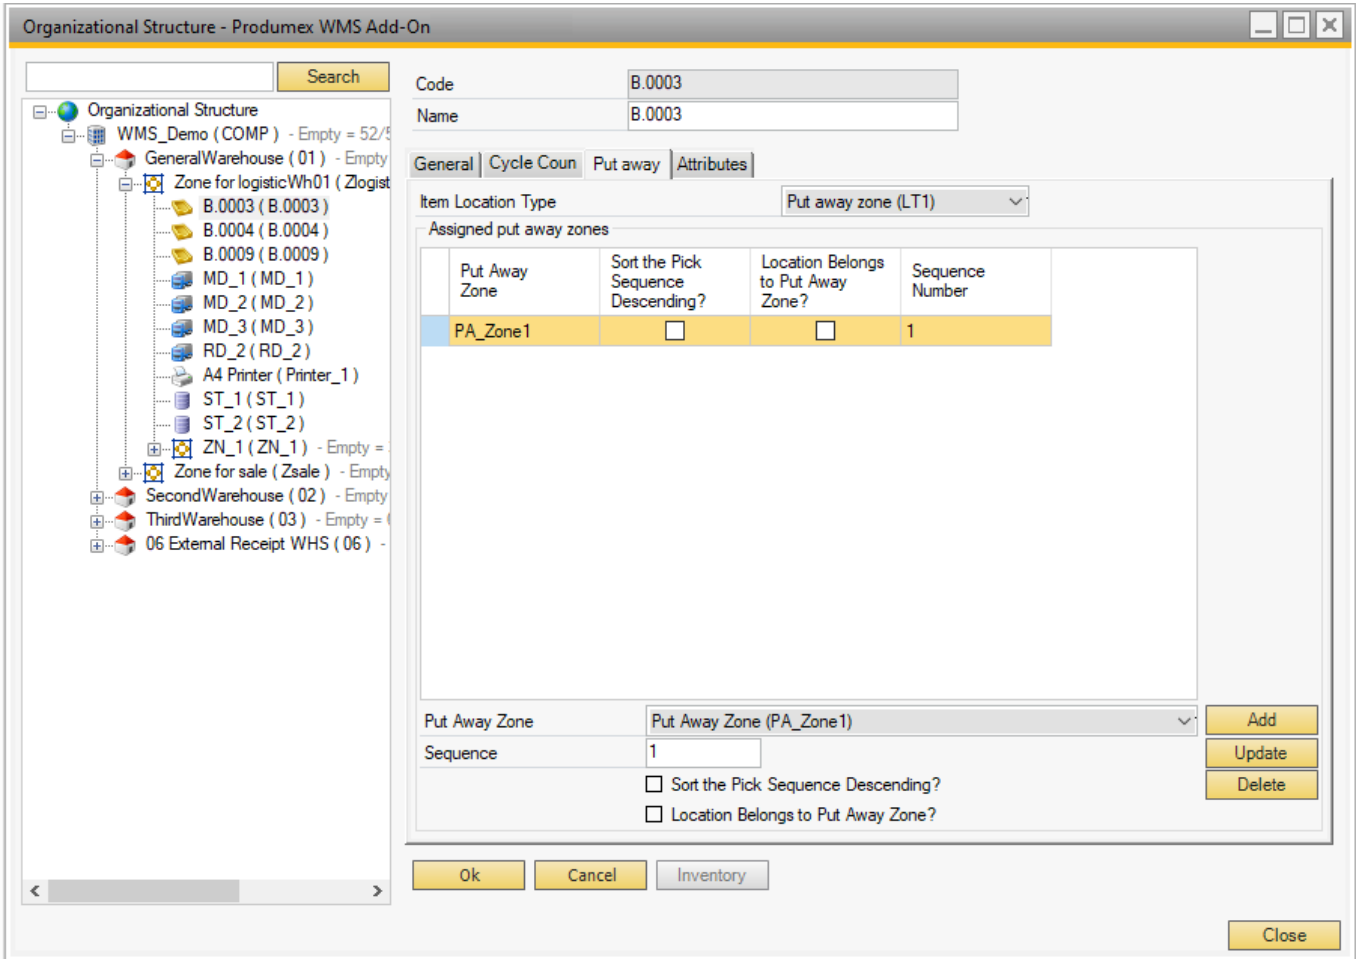 Organizational Structure - Produmex WMS Add-On
Search
Organizational Structure
WMS_Demo ( COMP ) - Empty = 52/5
GeneralWarehouse ( 01 ) - Empty
Zone for logisticWh01 ( Zlogist
B.0003 ( B.0003 )
B.0004 ( B.0004 )
B.0009 ( B.0009 )
MD_1 ( MD_1 )
MD_2 ( MD_2 )
MD_3 ( MD_3 )
RD_2 ( RD_2 )
A4 Printer ( Printer_1 )
ST_1 ( ST_1 )
ST_2 ( ST_2 )
ZN_1 ( ZN_1 ) - Empty =
Zone for sale ( Zsale ) - Empty
SecondWarehouse ( 02 ) - Empty
ThirdWarehouse ( 03 ) - Empty =
06 External Receipt WHS ( 06 ) -
Code B.0003
Name B.0003
General Cycle Coun Put away Attributes
Item Location Type Put away zone (LT1)
Assigned put away zones
Put Away Zone Sort the Pick Sequence Descending? Location Belongs to Put Away Zone? Sequence Number
PA_Zone1 1
Put Away Zone Put Away Zone (PA_Zone1) Add
Sequence 1 Update
Sort the Pick Sequence Descending? Delete
Location Belongs to Put Away Zone?
Ok Cancel Inventory
Close